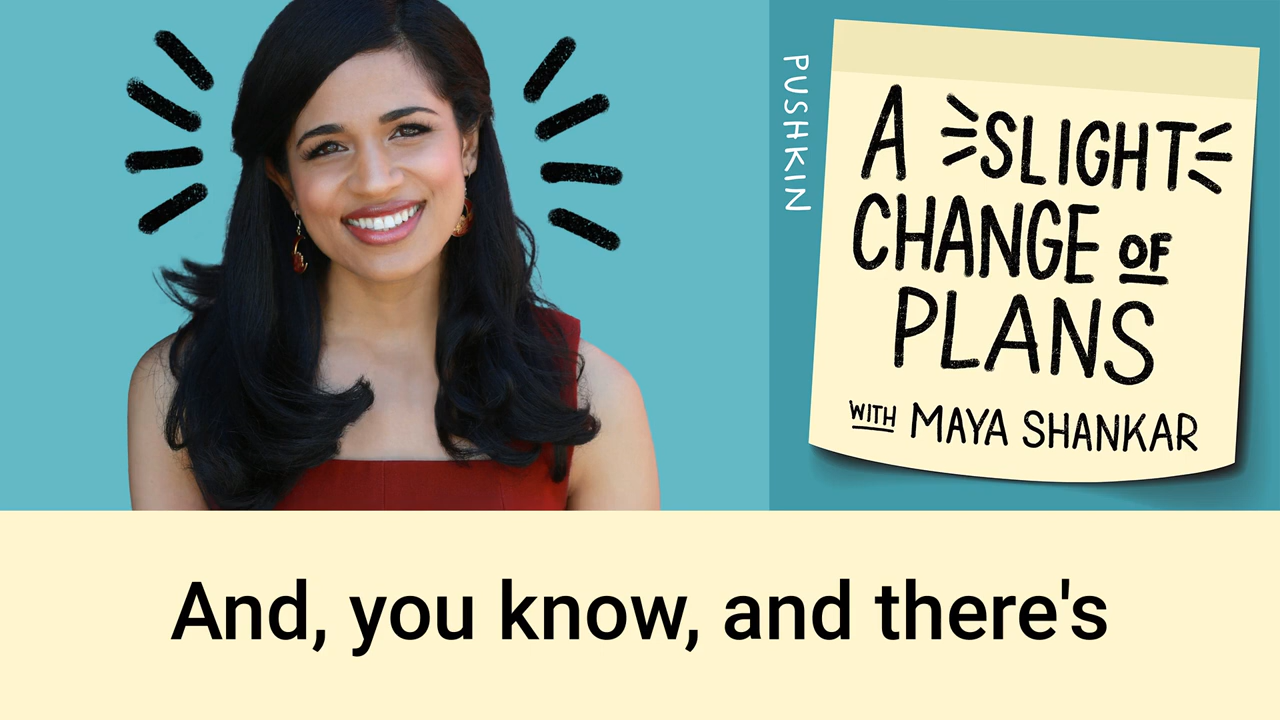 PUSHKIN
A SLIGHT
CHANGE OF
PLANS
WITH MAYA SHANKAR
And, you know, and there's